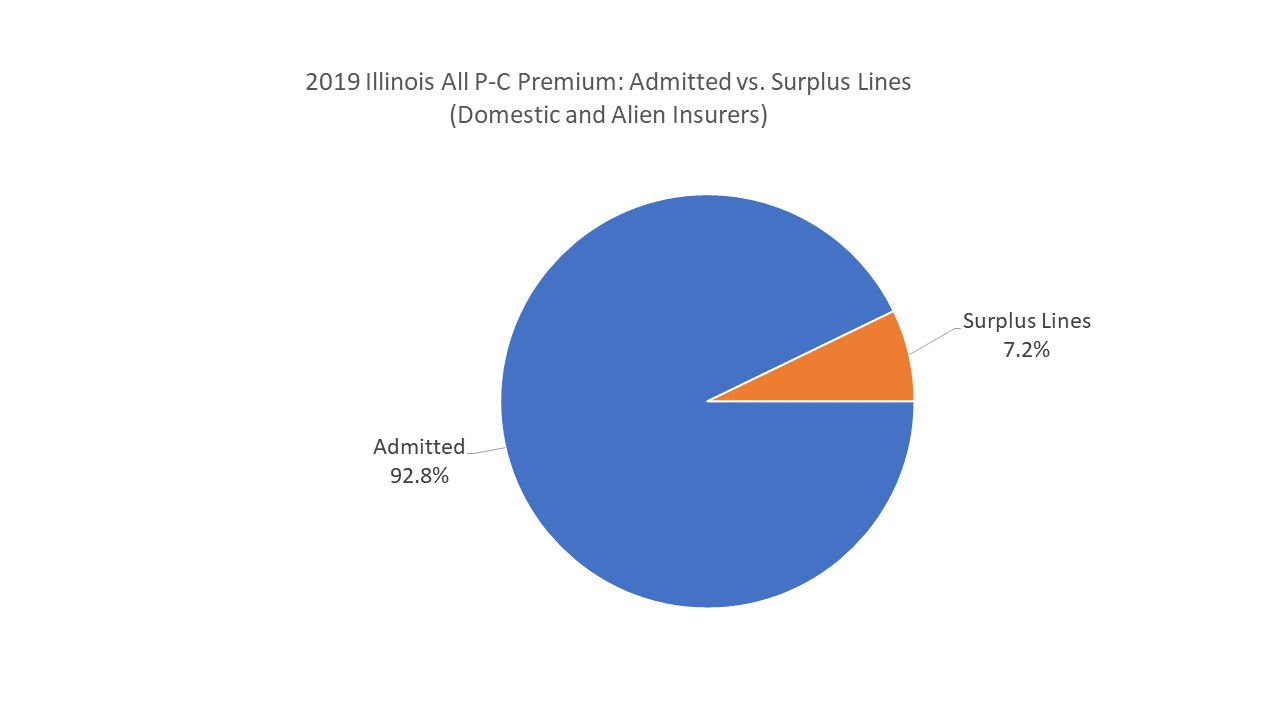 2019 Illinois All P-C Premium: Admitted vs. Surplus Lines
(Domestic and Alien Insurers)
Surplus Lines
7.2%
Admitted
92.8%